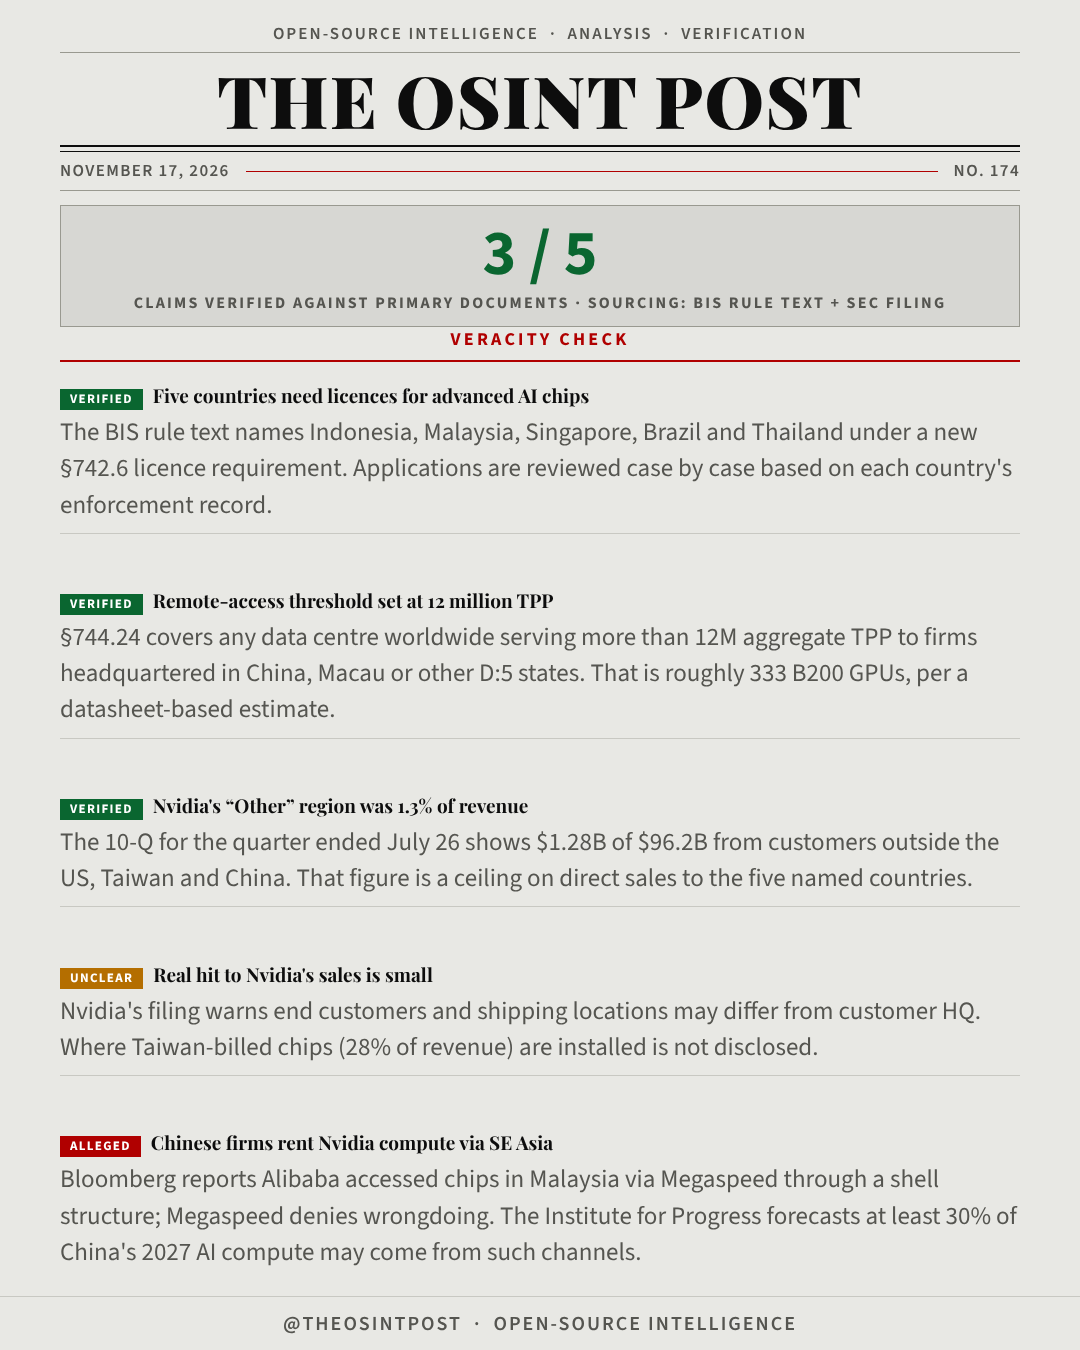 OPEN-SOURCE INTELLIGENCE · ANALYSIS · VERIFICATION
THE OSINT POST
NOVEMBER 17, 2026 NO. 174
3 / 5
CLAIMS VERIFIED AGAINST PRIMARY DOCUMENTS · SOURCING: BIS RULE TEXT + SEC FILING
VERACITY CHECK
VERIFIED Five countries need licences for advanced AI chips
The BIS rule text names Indonesia, Malaysia, Singapore, Brazil and Thailand under a new
§742.6 licence requirement. Applications are reviewed case by case based on each country's
enforcement record.
VERIFIED Remote-access threshold set at 12 million TPP
§744.24 covers any data centre worldwide serving more than 12M aggregate TPP to firms
headquartered in China, Macau or other D:5 states. That is roughly 333 B200 GPUs, per a
datasheet-based estimate.
VERIFIED Nvidia's “Other” region was 1.3% of revenue
The 10-Q for the quarter ended July 26 shows $1.28B of $96.2B from customers outside the
US, Taiwan and China. That figure is a ceiling on direct sales to the five named countries.
UNCLEAR Real hit to Nvidia's sales is small
Nvidia's filing warns end customers and shipping locations may differ from customer HQ.
Where Taiwan-billed chips (28% of revenue) are installed is not disclosed.
ALLEGED Chinese firms rent Nvidia compute via SE Asia
Bloomberg reports Alibaba accessed chips in Malaysia via Megaspeed through a shell
structure; Megaspeed denies wrongdoing. The Institute for Progress forecasts at least 30% of
China's 2027 AI compute may come from such channels.
@THEOSINTPOST · OPEN-SOURCE INTELLIGENCE